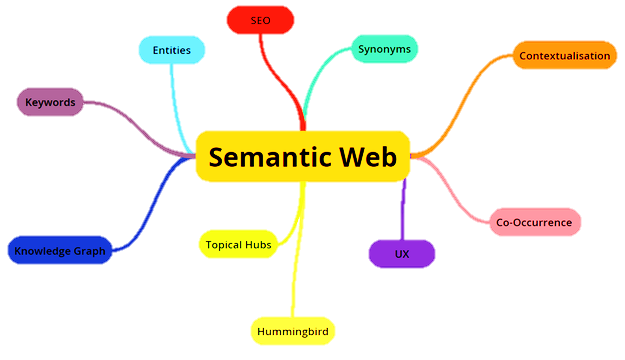 SEO
Entities
Synonyms
Contextualisation
Keywords
Semantic Web
Co-Occurrence
Topical Hubs
Knowledge Graph
UX
Hummingbird